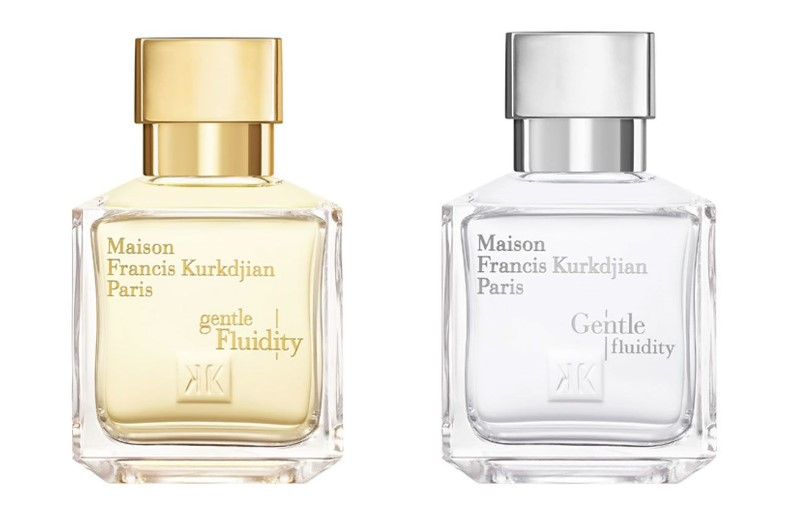 Maison
Francis Kurkdjian
Paris
gentle
Fluidity
Maison
Francis Kurkdjian
Paris
Gentle
fluidity